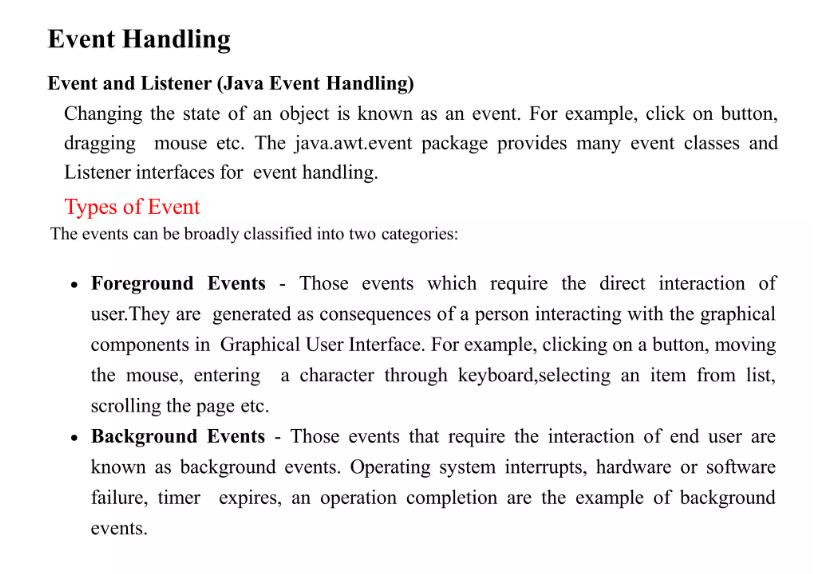 Event Handling
Event and Listener (Java Event Handling)
Changing the state of an object is known as an event. For example, click on button,
dragging mouse etc. The java.awt.event package provides many event classes and
Listener interfaces for event handling.
Types of Event
The events can be broadly classified into two categories:
• Foreground Events - Those events which require the direct interaction of
user.They are generated as consequences of a person interacting with the graphical
components in Graphical User Interface. For example, clicking on a button, moving
the mouse, entering a character through keyboard,selecting an item from list,
scrolling the page etc.
• Background Events - Those events that require the interaction of end user are
known as background events. Operating system interrupts, hardware or software
failure, timer expires, an operation completion are the example of background
events.